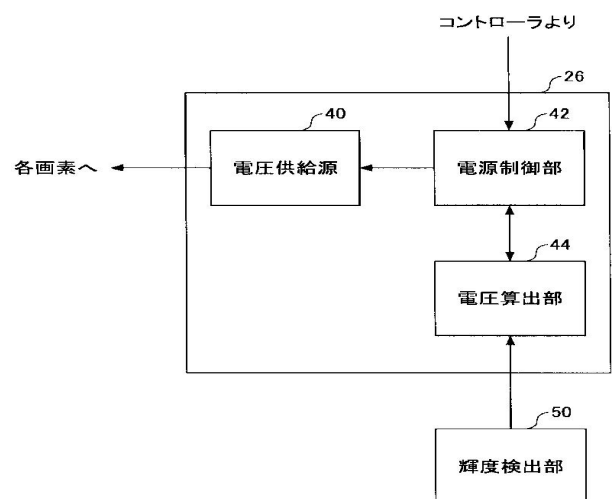 コントローラより
26
40
42
各画素へ
電圧供給源
電源制御部
44
電圧算出部
50
輝度検出部